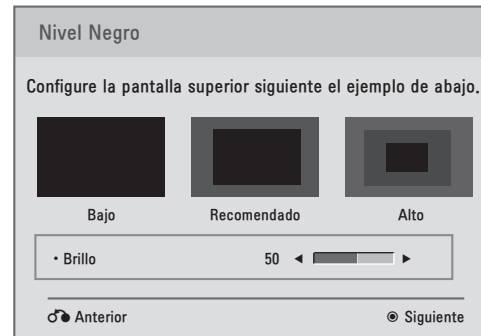 Nivel Negro
Configure la pantalla superior siguiente el ejemplo de abajo.
Bajo Recomendado Alto
• Brillo 50 ◄ ►
Anterior ◉ Siguiente